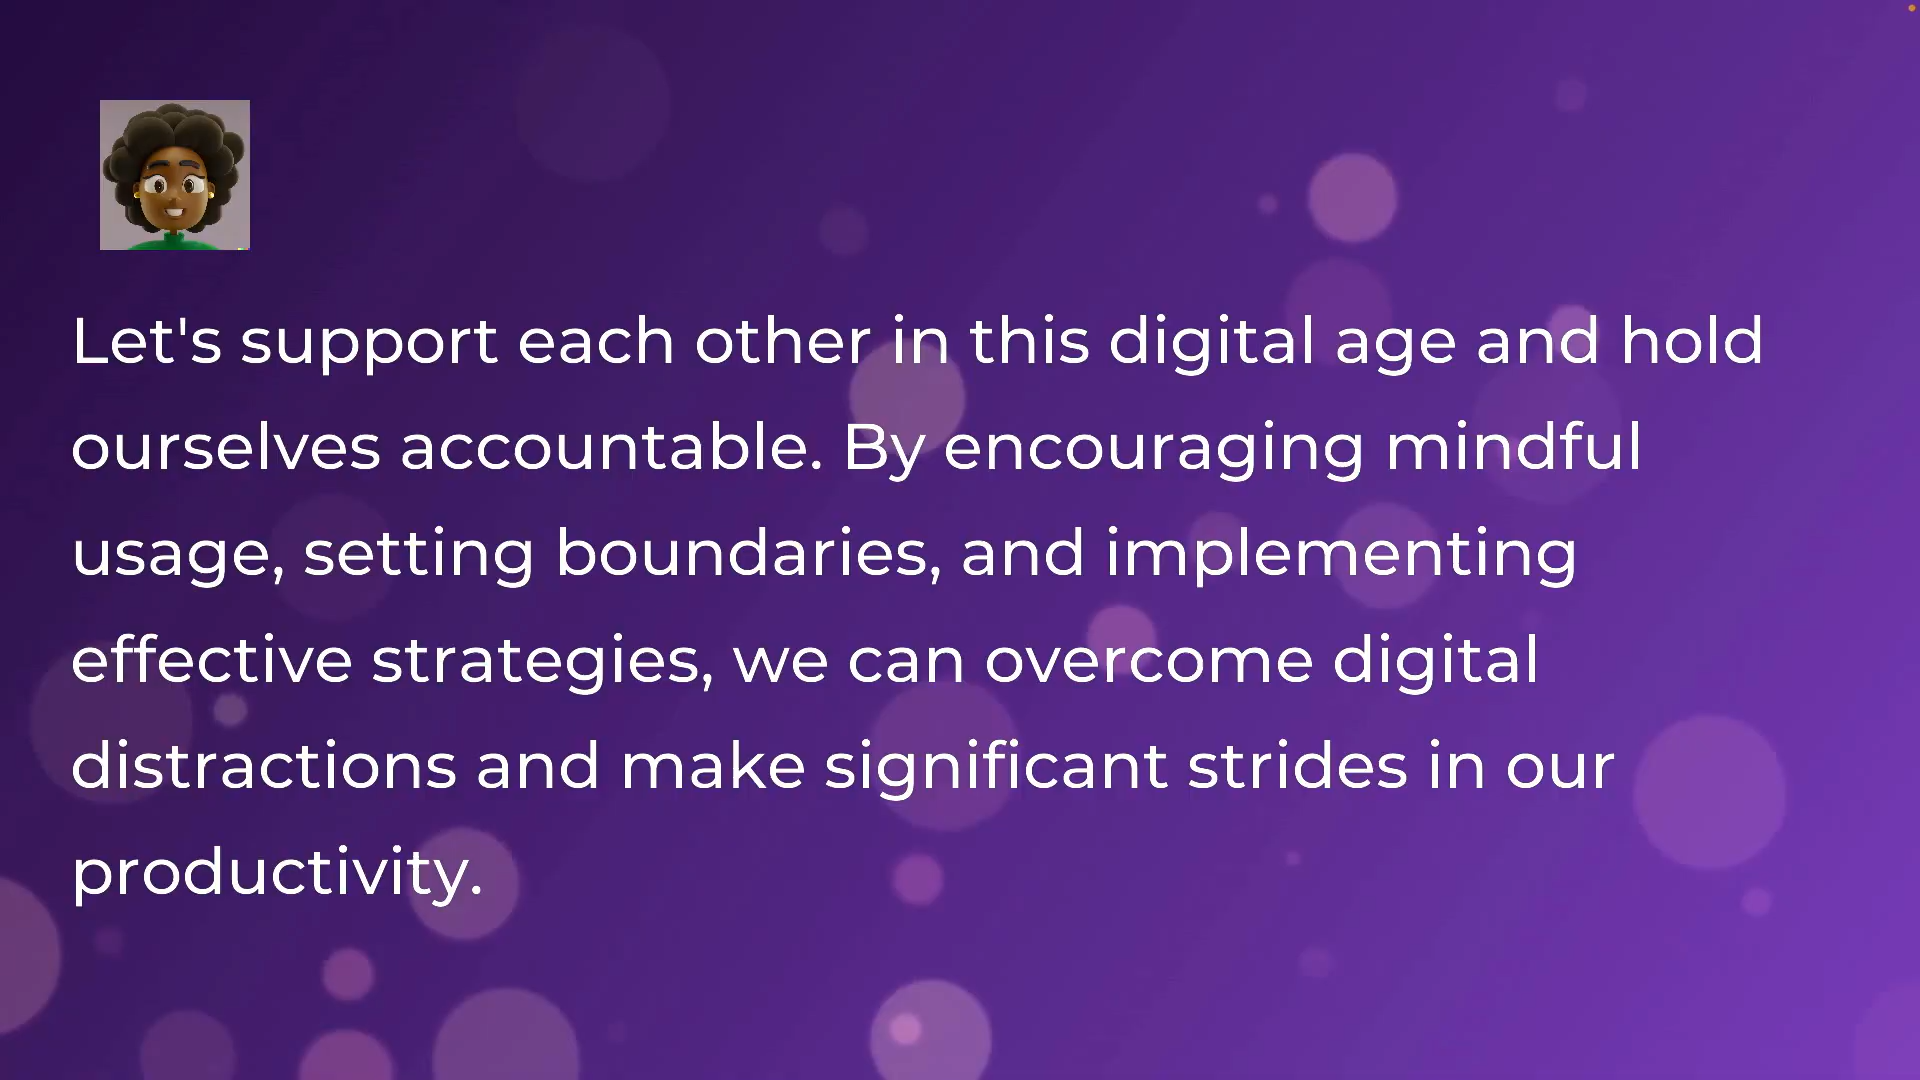 Let's support each other in this digital age and hold
ourselves accountable. By encouraging mindful
usage, setting boundaries, and implementing
effective strategies, we can overcome digital
distractions and make significant strides in our
productivity.